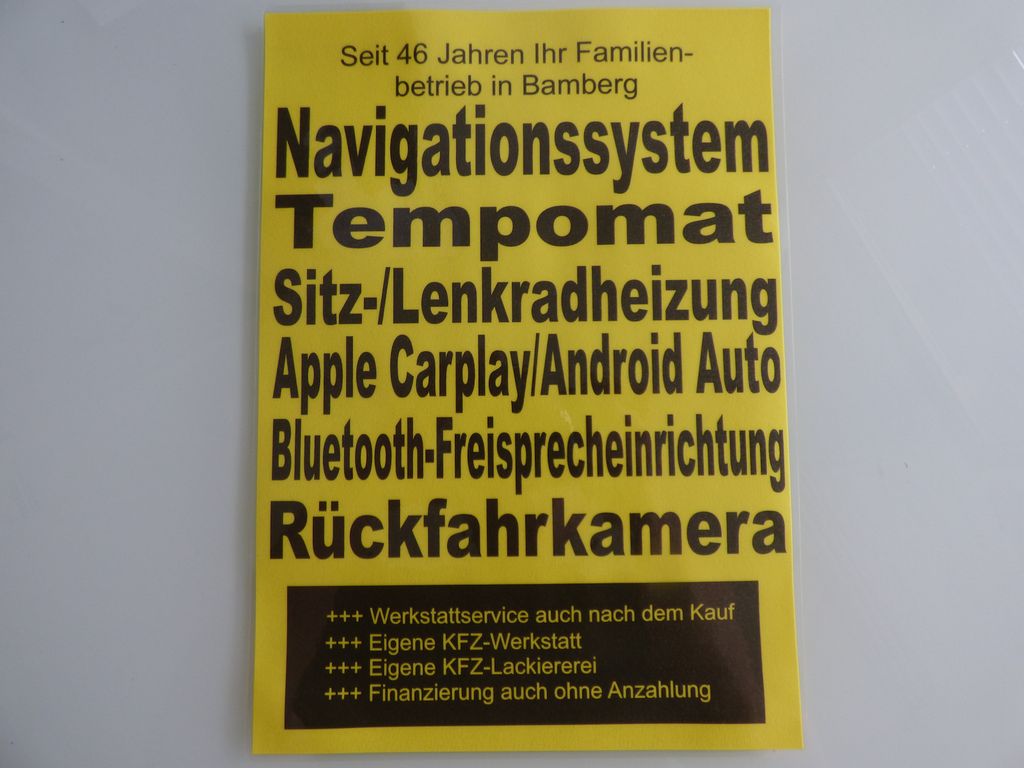 Seit 46 Jahren Ihr Familien-
betrieb in Bamberg
Navigationssystem
Tempomat
Sitz-/Lenkradheizung
Apple Carplay/Android Auto
Bluetooth-Freisprecheinrichtung
Rückfahrkamera
+++ Werkstattservice auch nach dem Kauf
+++ Eigene KFZ-Werkstatt
+++ Eigene KFZ-Lackiererei
+++ Finanzierung auch ohne Anzahlung